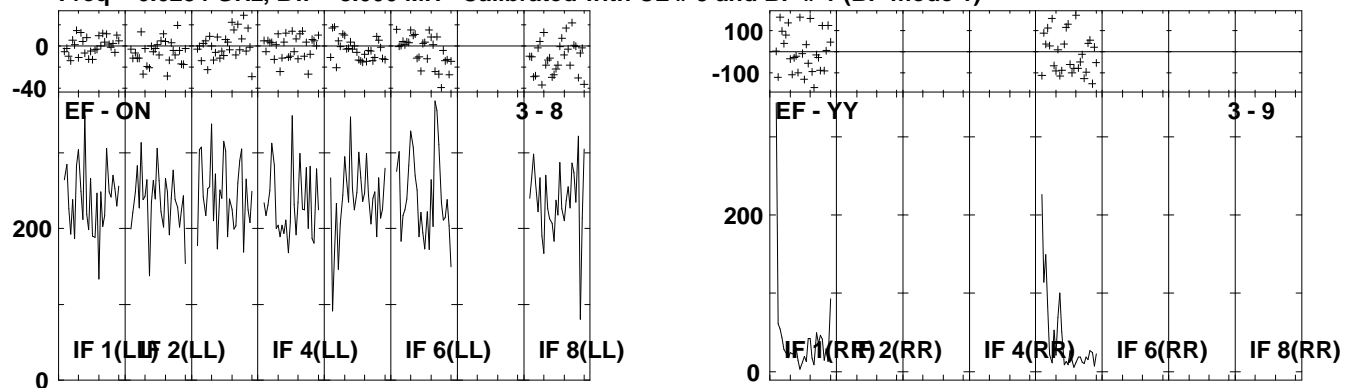 0
-40
EF - ON
3 - 8
200
0
IF 1(LL)
IF 2(LL)
IF 4(LL)
IF 6(LL)
IF 8(LL)
100
-100
EF - YY
3 - 9
200
0
IF 1(RR)
IF 2(RR)
IF 4(RR)
IF 6(RR)
IF 8(RR)